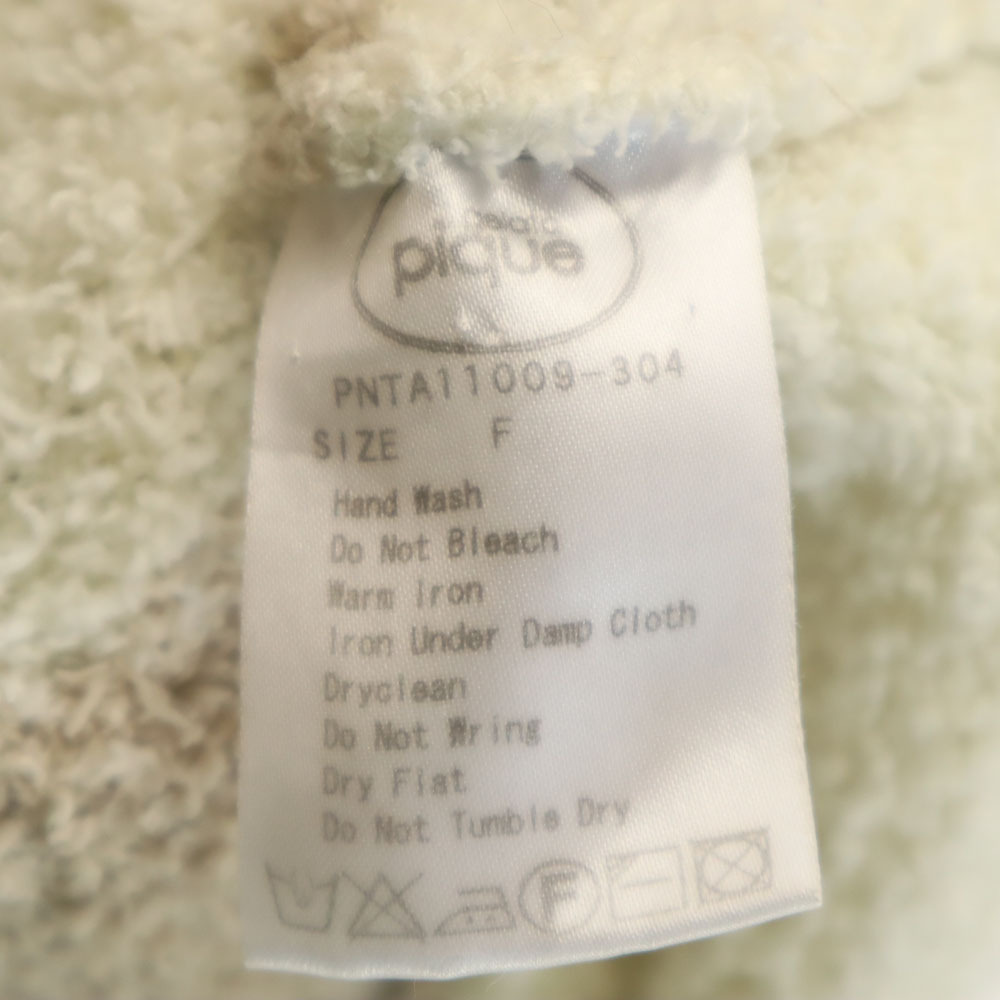 pique
PNTA11009-304
SIZE F
Hand Wash
Do Not Bleach
Warm Iron
Iron Under Damp Cloth
Dryclean
Do Not Wring
Dry Flat
Do Not Tumble Dry
F